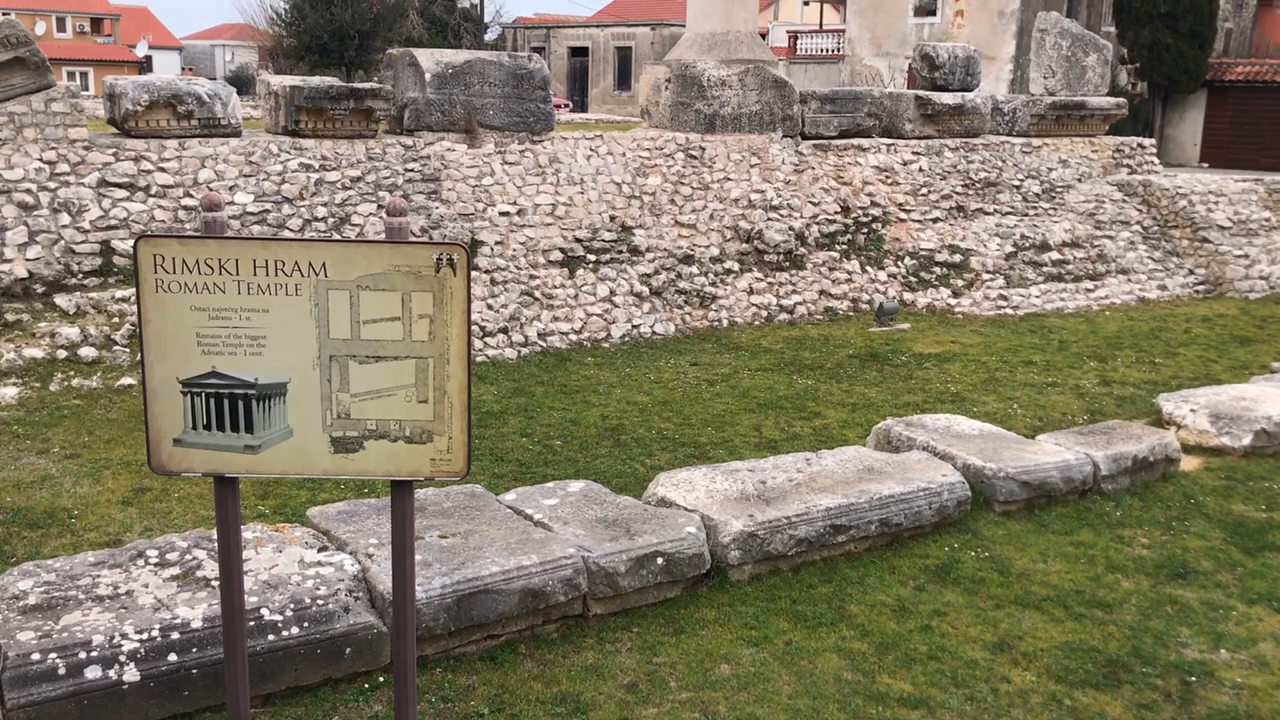 RIMSKI HRAM
ROMAN TEMPLE
Ostaci najvećeg hrama na
Jadranu - I. st.
Remains of the biggest
Roman Temple on the
Adriatic sea - I cent.